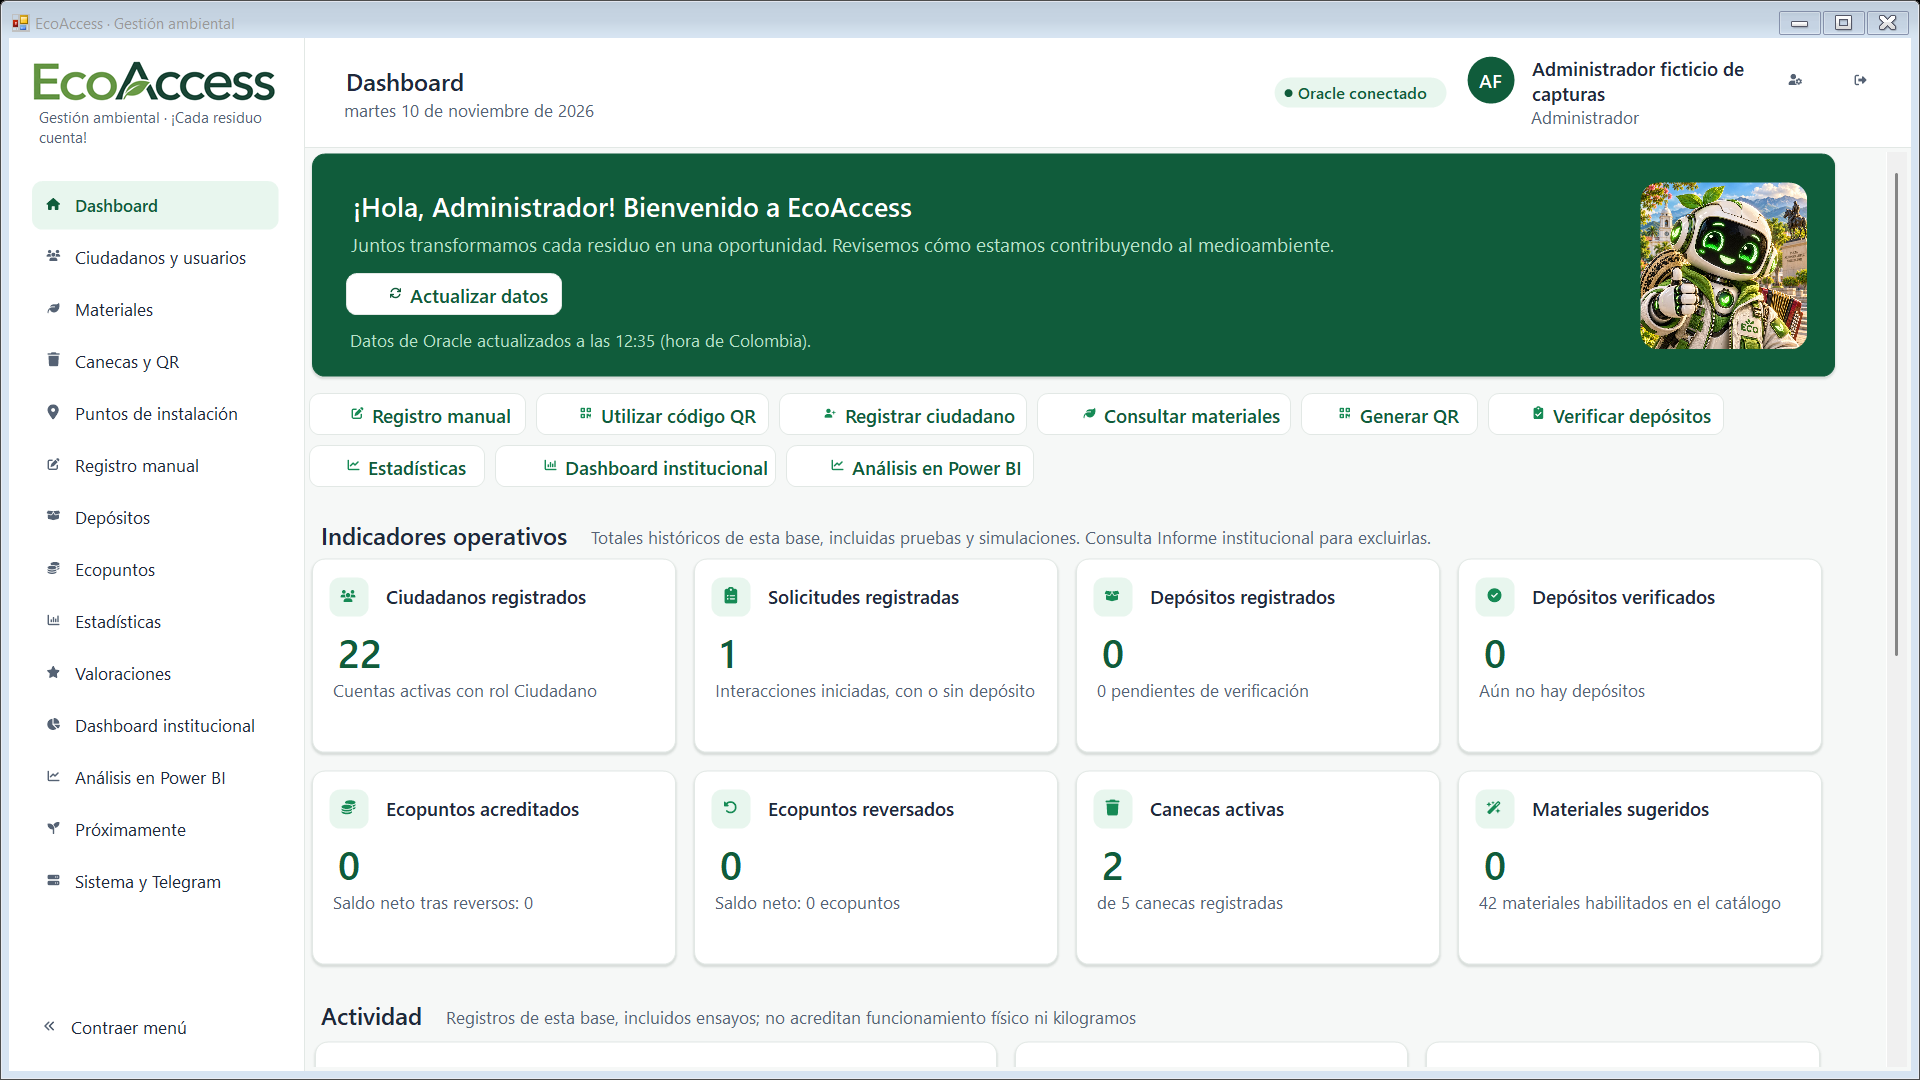 EcoAccess · Gestión ambiental
EcoAccess
Gestión ambiental · ¡Cada residuo
cuenta!
Dashboard
Ciudadanos y usuarios
Materiales
Canecas y QR
Puntos de instalación
Registro manual
Depósitos
Ecopuntos
Estadísticas
Valoraciones
Dashboard institucional
Análisis en Power BI
Próximamente
Sistema y Telegram
Contraer menú
Dashboard
martes 10 de noviembre de 2026
Oracle conectado
AF
Administrador ficticio de
capturas
Administrador
¡Hola, Administrador! Bienvenido a EcoAccess
Juntos transformamos cada residuo en una oportunidad. Revisemos cómo estamos contribuyendo al medioambiente.
Actualizar datos
Datos de Oracle actualizados a las 12:35 (hora de Colombia).
ECO
Registro manual
Utilizar código QR
Registrar ciudadano
Consultar materiales
Generar QR
Verificar depósitos
Estadísticas
Dashboard institucional
Análisis en Power BI
Indicadores operativos
Totales históricos de esta base, incluidas pruebas y simulaciones. Consulta Informe institucional para excluirlas.
Ciudadanos registrados
22
Cuentas activas con rol Ciudadano
Solicitudes registradas
1
Interacciones iniciadas, con o sin depósito
Depósitos registrados
0
0 pendientes de verificación
Depósitos verificados
0
Aún no hay depósitos
Ecopuntos acreditados
0
Saldo neto tras reversos: 0
Ecopuntos reversados
0
Saldo neto: 0 ecopuntos
Canecas activas
2
de 5 canecas registradas
Materiales sugeridos
0
42 materiales habilitados en el catálogo
Actividad
Registros de esta base, incluidos ensayos; no acreditan funcionamiento físico ni kilogramos